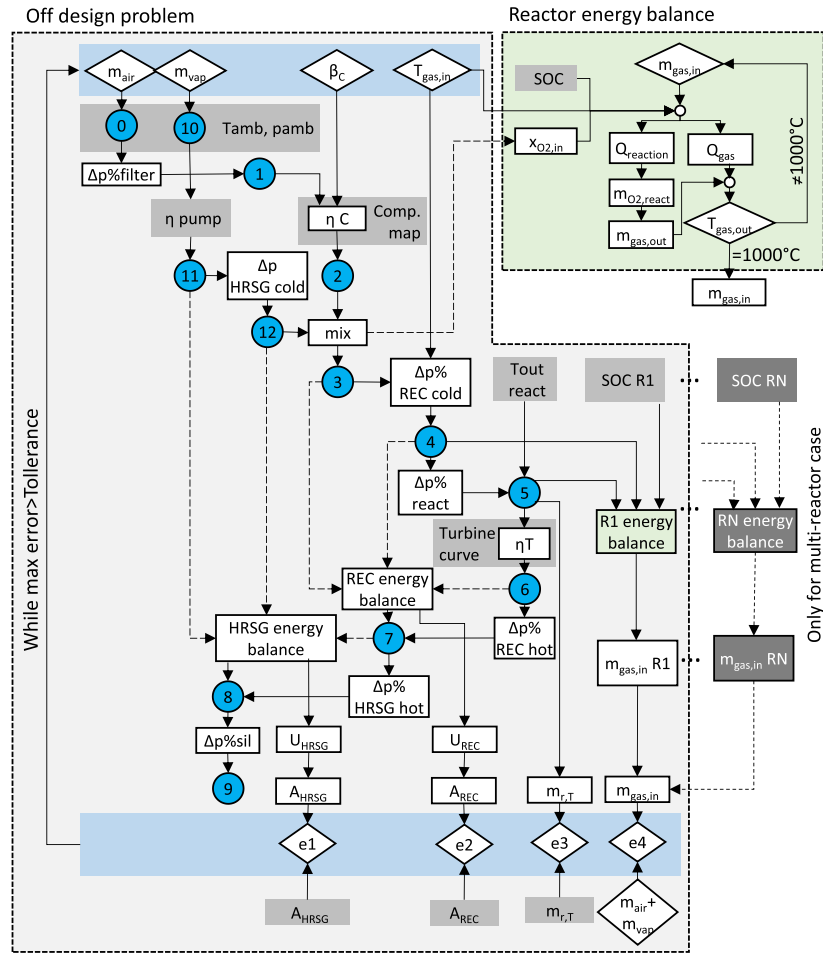 Off design problem
Reactor energy balance
m_air
m_vap
β_C
T_gas,in
SOC
m_gas,in
0
10
Tamb, pamb
x_O2,in
Q_reaction
Q_gas
≠1000°C
Δp%filter
1
m_O2,react
η pump
η C
Comp.
map
m_gas,out
T_gas,out
=1000°C
11
Δp
HRSG cold
2
m_gas,in
12
mix
3
Δp%
REC cold
Tout
react
SOC R1
...
SOC RN
4
Δp%
react
5
R1 energy
balance
...
RN energy
balance
Turbine
curve
ηT
REC energy
balance
6
HRSG energy
balance
7
Δp%
REC hot
m_gas,in R1
...
m_gas,in RN
8
Δp%
HRSG hot
Δp%sil
U_HRSG
U_REC
9
A_HRSG
A_REC
m_r,T
m_gas,in
e1
e2
e3
e4
A_HRSG
A_REC
m_r,T
m_air+
m_vap
While max error>Tollerance
Only for multi-reactor case